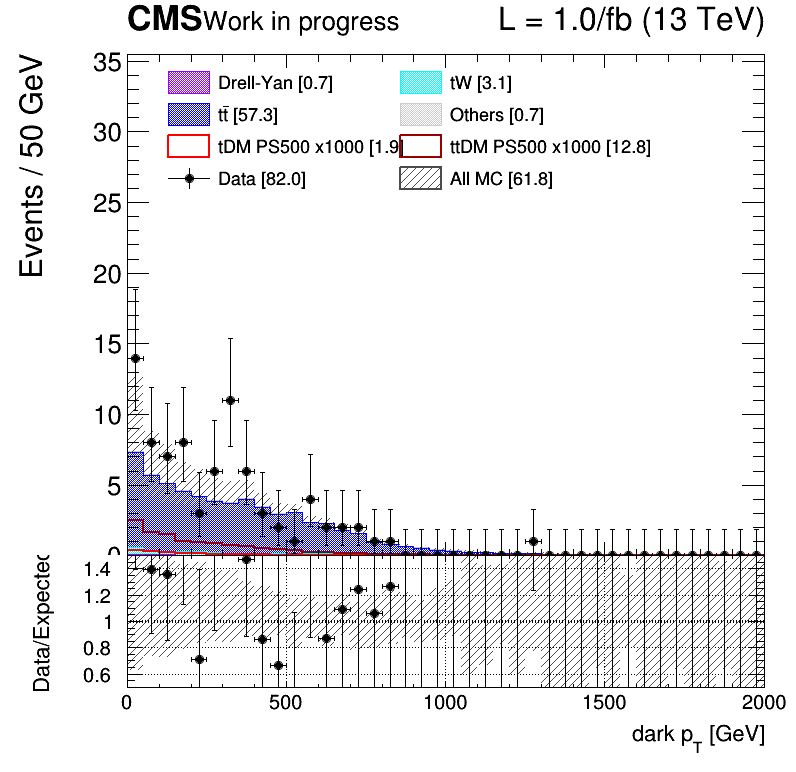 CMS Work in progress L = 1.0/fb (13 TeV)
Events / 50 GeV
35
30
25
20
15
10
5
0
Drell-Yan [0.7]
tW [3.1]
tt̄ [57.3]
Others [0.7]
tDM PS500 x1000 [1.9]
ttDM PS500 x1000 [12.8]
Data [82.0]
All MC [61.8]
Data/Expected
1.4
1.2
1
0.8
0.6
0 500 1000 1500 2000
dark p_T [GeV]